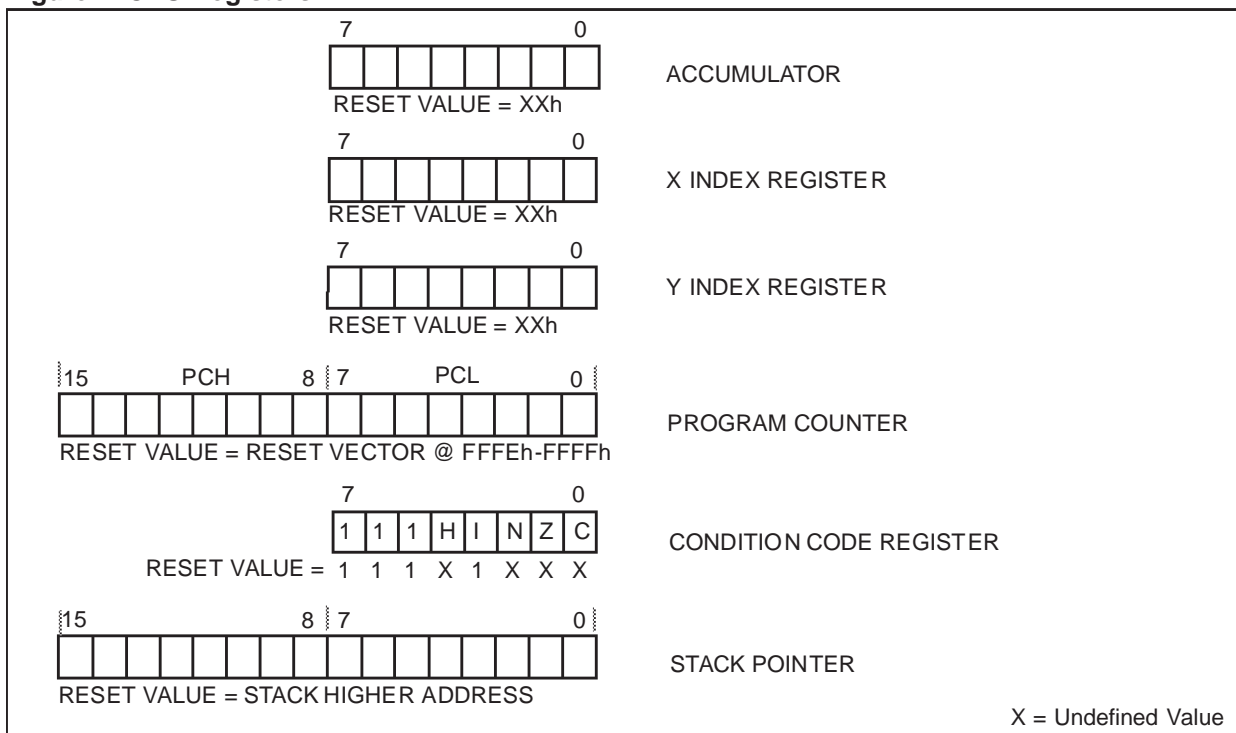 7 0
ACCUMULATOR
RESET VALUE = XXh
7 0
X INDEX REGISTER
RESET VALUE = XXh
7 0
Y INDEX REGISTER
RESET VALUE = XXh
15 PCH 8 7 PCL 0
PROGRAM COUNTER
RESET VALUE = RESET VECTOR @ FFFEh-FFFFh
7 0
1 1 1 H I N Z C
CONDITION CODE REGISTER
RESET VALUE = 1 1 1 X 1 X X X
15 8 7 0
STACK POINTER
RESET VALUE = STACK HIGHER ADDRESS
X = Undefined Value